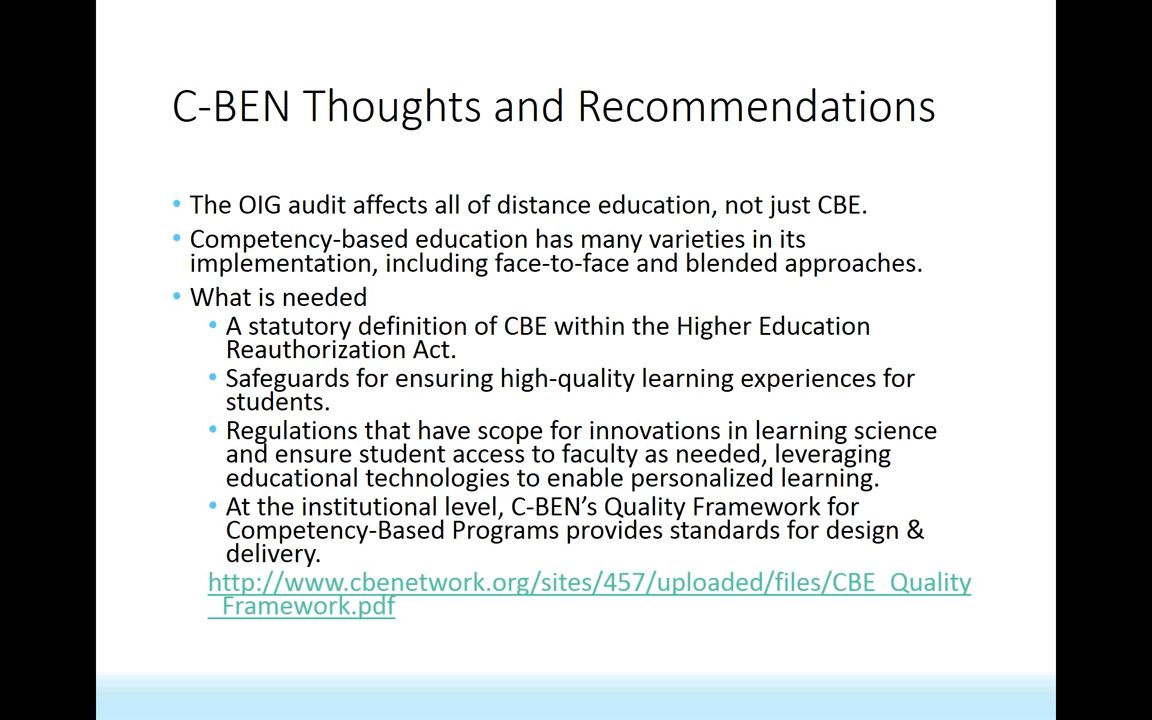 C-BEN Thoughts and Recommendations
• The OIG audit affects all of distance education, not just CBE.
• Competency-based education has many varieties in its
implementation, including face-to-face and blended approaches.
• What is needed
• A statutory definition of CBE within the Higher Education
Reauthorization Act.
• Safeguards for ensuring high-quality learning experiences for
students.
• Regulations that have scope for innovations in learning science
and ensure student access to faculty as needed, leveraging
educational technologies to enable personalized learning.
• At the institutional level, C-BEN’s Quality Framework for
Competency-Based Programs provides standards for design &
delivery.
http://www.cbenetwork.org/sites/457/uploaded/files/CBE_Quality
_Framework.pdf